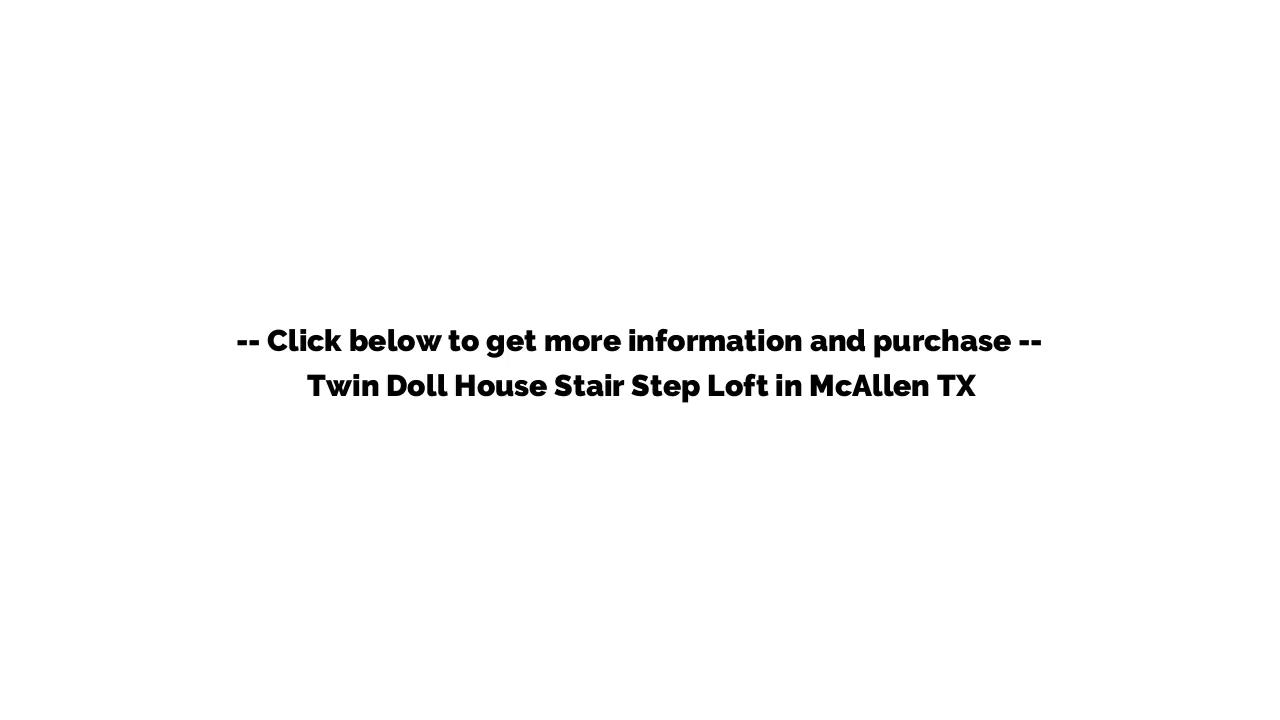 -- Click below to get more information and purchase --
Twin Doll House Stair Step Loft in McAllen TX